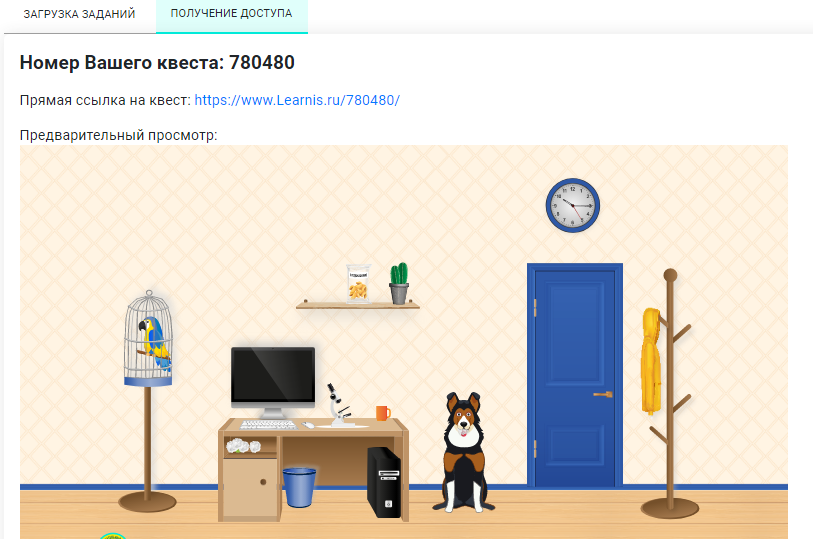 ЗАГРУЗКА ЗАДАНИЙ
ПОЛУЧЕНИЕ ДОСТУПА
Номер Вашего квеста: 780480
Прямая ссылка на квест: https://www.Learnis.ru/780480/
Предварительный просмотр: